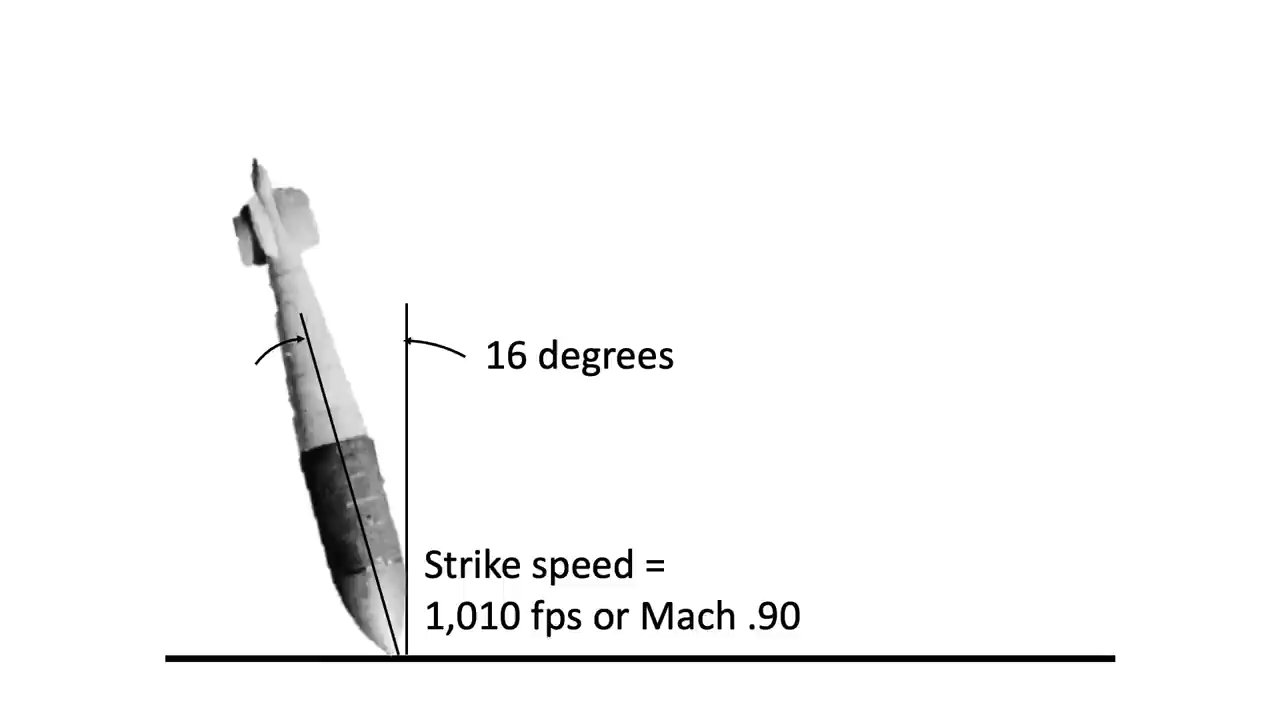 16 degrees
Strike speed =
1,010 fps or Mach .90